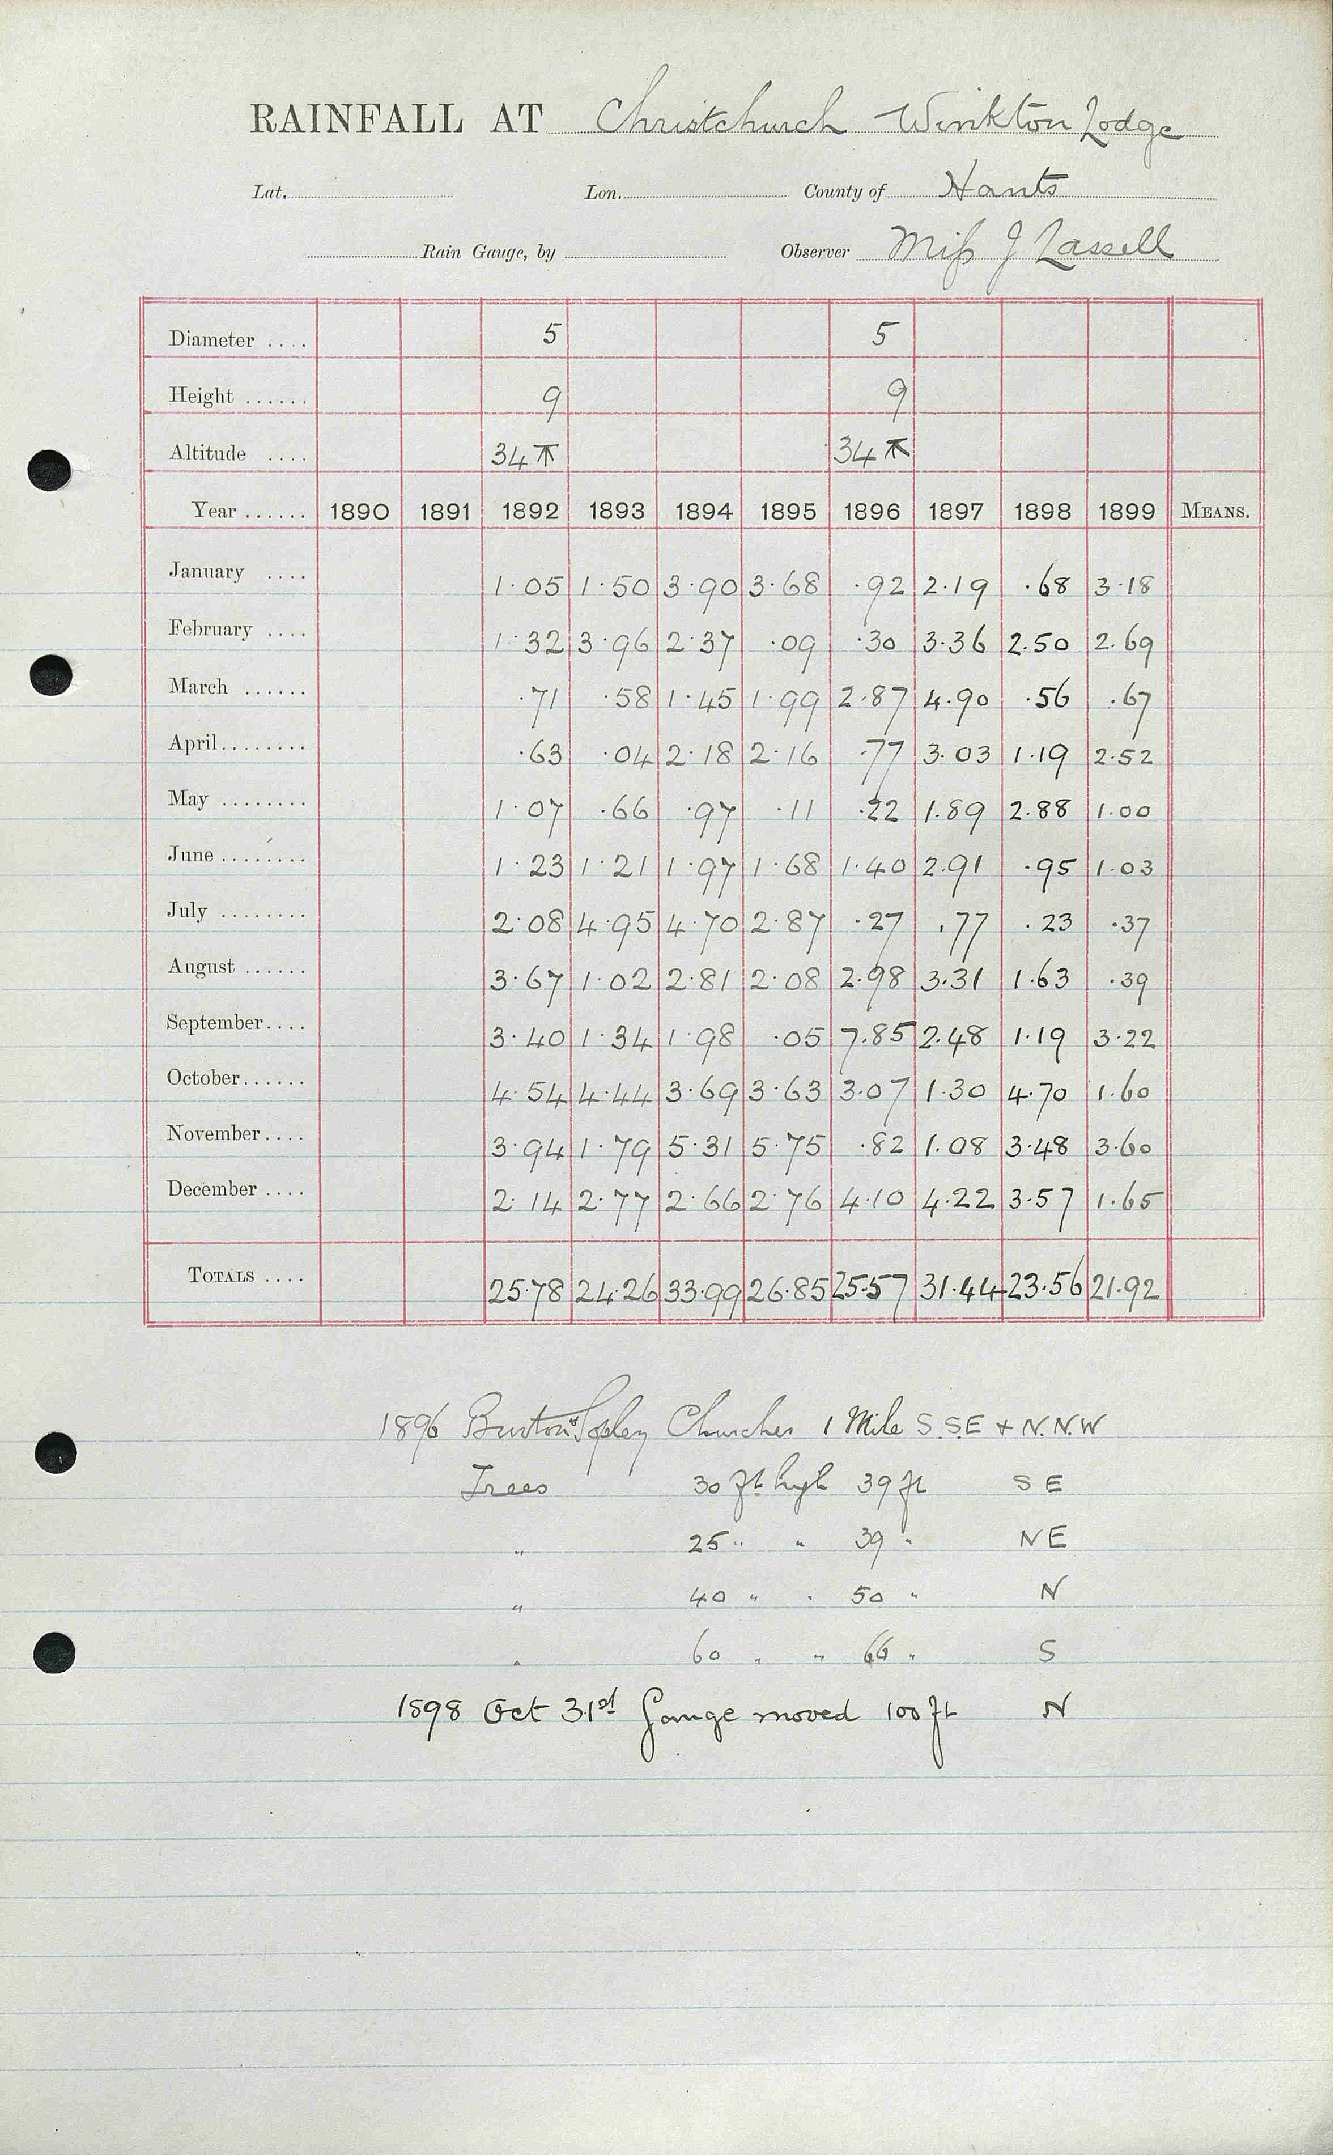 RAINFALL AT Christchurch Winkton Lodge
Lat. Lon. County of Hants
Rain Gauge, by Observer Miss J Lassell
Diameter .... 5 5
Height ...... 9 9
Altitude .... 34 ⊼ 34 ⊼
Year ...... 1890 1891 1892 1893 1894 1895 1896 1897 1898 1899 MEANS.
January .... 1·05 1·50 3·90 3·68 ·92 2·19 ·68 3·18
February .... 1·32 3·96 2·37 ·09 ·30 3·36 2·50 2·69
March ...... ·71 ·58 1·45 1·99 2·87 4·90 ·56 ·67
April........ ·63 ·04 2·18 2·16 ·77 3·03 1·19 2·52
May ........ 1·07 ·66 ·97 ·11 ·22 1·89 2·88 1·00
June ........ 1·23 1·21 1·97 1·68 1·40 2·91 ·95 1·03
July ........ 2·08 4·95 4·70 2·87 ·27 ·77 ·23 ·37
August ...... 3·67 1·02 2·81 2·08 2·98 3·31 1·63 ·39
September.... 3·40 1·34 1·98 ·05 7·85 2·48 1·19 3·22
October...... 4·54 4·44 3·69 3·63 3·07 1·30 4·70 1·60
November.... 3·94 1·79 5·31 5·75 ·82 1·08 3·48 3·60
December .... 2·14 2·77 2·66 2·76 4·10 4·22 3·57 1·65
TOTALS .... 25·78 24·26 33·99 26·85 25·57 31·44 23·56 21·92
1896 Burton & Sopley Churches 1 Mile S.S.E + N.N.W
Trees 30 ft high 39 ft S E
" 25 " " 39 " N E
" 40 " " 50 " N
" 60 " " 66 " S
1898 Oct 31st Gauge moved 100 ft N